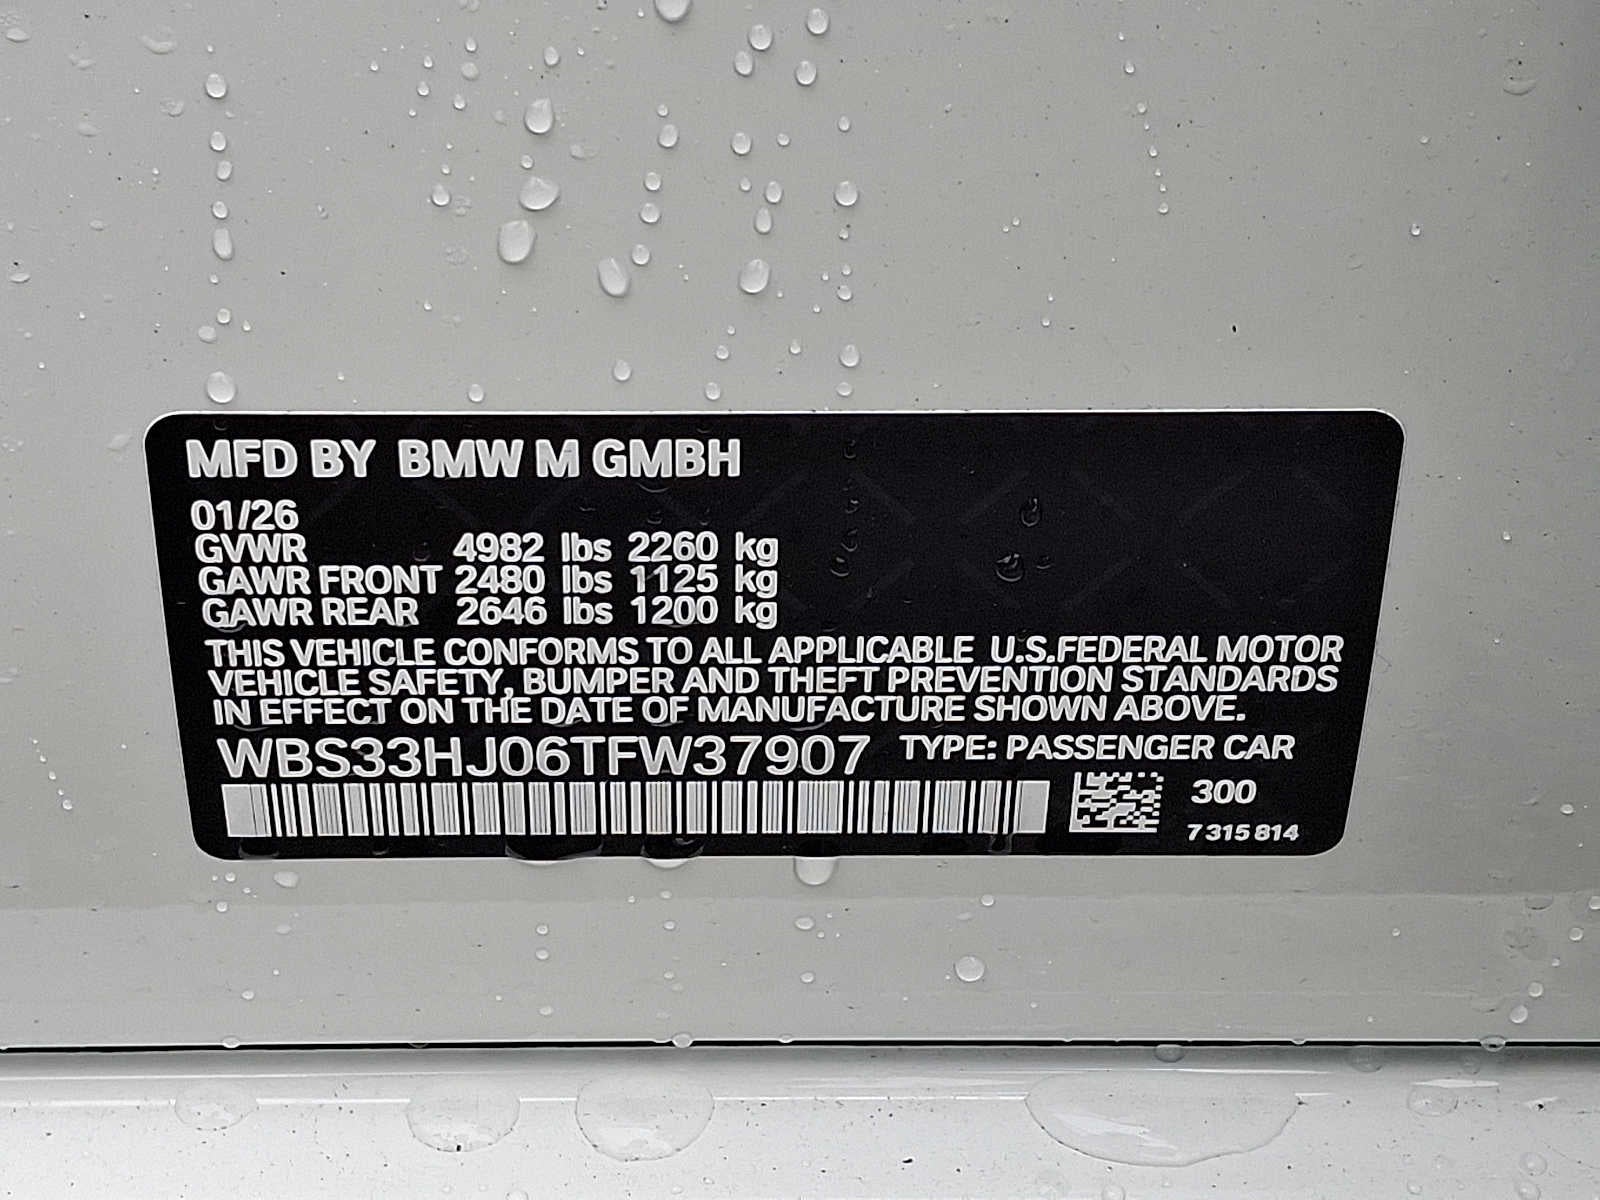 MFD BY BMW M GMBH
01/26
GVWR 4982 lbs 2260 kg
GAWR FRONT 2480 lbs 1125 kg
GAWR REAR 2646 lbs 1200 kg
THIS VEHICLE CONFORMS TO ALL APPLICABLE U.S.FEDERAL MOTOR
VEHICLE SAFETY, BUMPER AND THEFT PREVENTION STANDARDS
IN EFFECT ON THE DATE OF MANUFACTURE SHOWN ABOVE.
WBS33HJ06TFW37907 TYPE: PASSENGER CAR
300
7 315 814